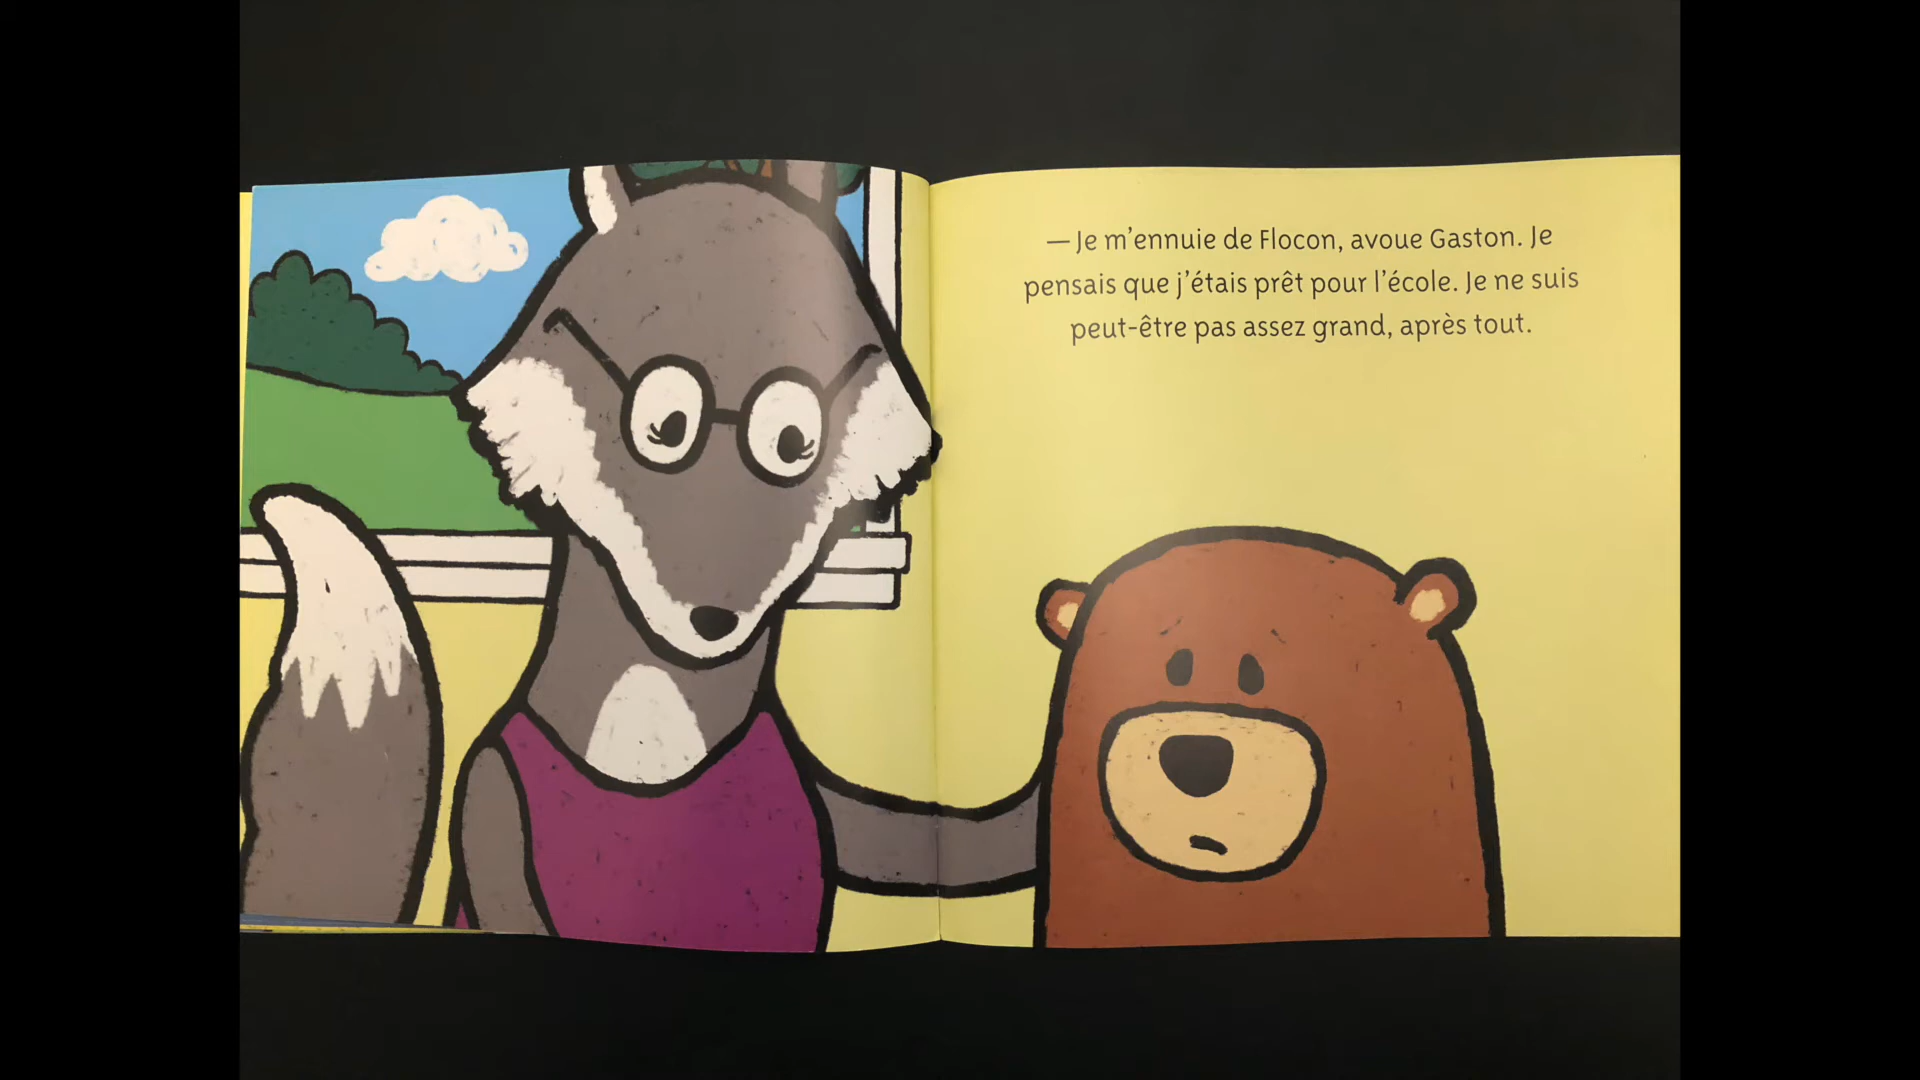 — Je m'ennuie de Flocon, avoue Gaston. Je
pensais que j'étais prêt pour l'école. Je ne suis
peut-être pas assez grand, après tout.